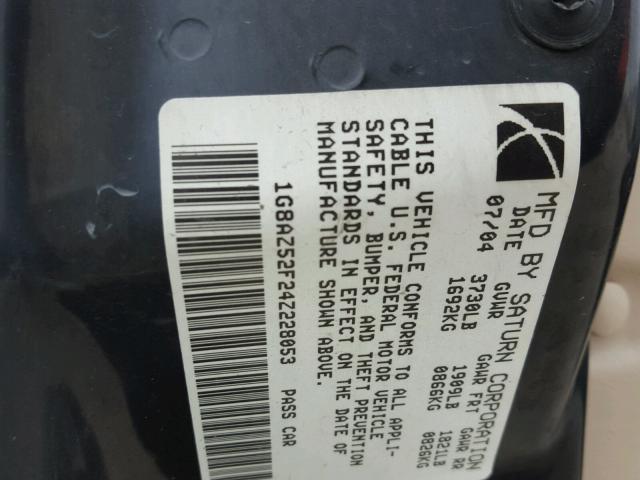 MFD BY SATURN CORPORATION
DATE GVWR GAWR FRT GAWR RR
07/04 3730LB 1909LB 1821LB
1692KG 0866KG 0826KG
THIS VEHICLE CONFORMS TO ALL APPLI-
CABLE U.S. FEDERAL MOTOR VEHICLE
SAFETY, BUMPER, AND THEFT PREVENTION
STANDARDS IN EFFECT ON THE DATE OF
MANUFACTURE SHOWN ABOVE.
1G8AZ52F24Z228053 PASS CAR